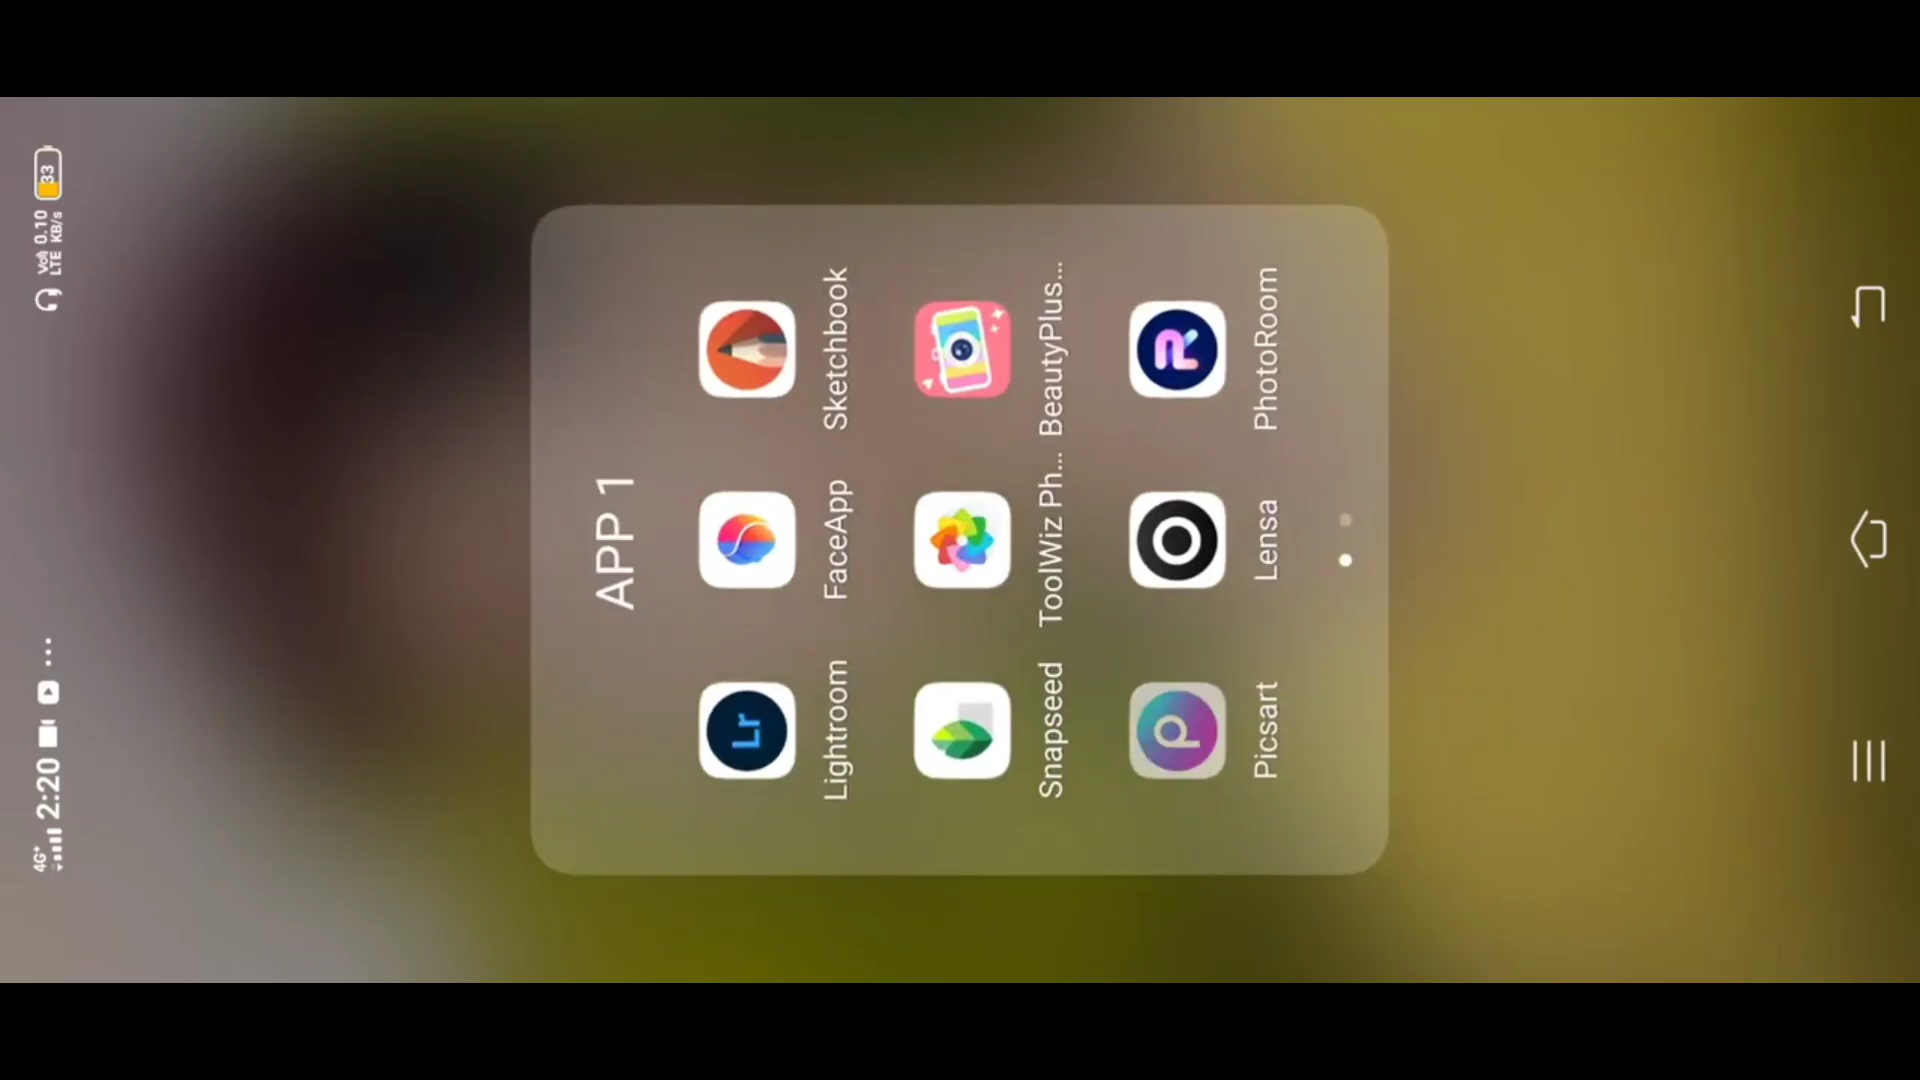 4G+ 2:20 ... Vo) 0.10 LTE KB/s 33
APP 1
Lr
Lightroom FaceApp Sketchbook
Snapseed ToolWiz Ph... BeautyPlus...
R
Picsart Lensa PhotoRoom